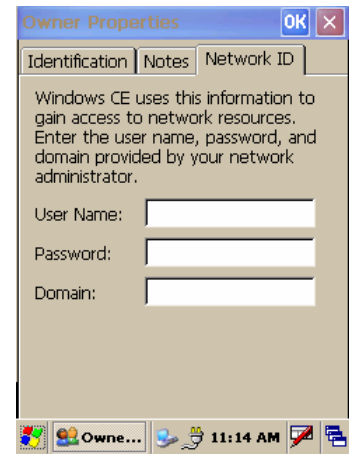 Owner Properties OK
Identification Notes Network ID
Windows CE uses this information to
gain access to network resources.
Enter the user name, password, and
domain provided by your network
administrator.
User Name:
Password:
Domain:
Owne... 11:14 AM